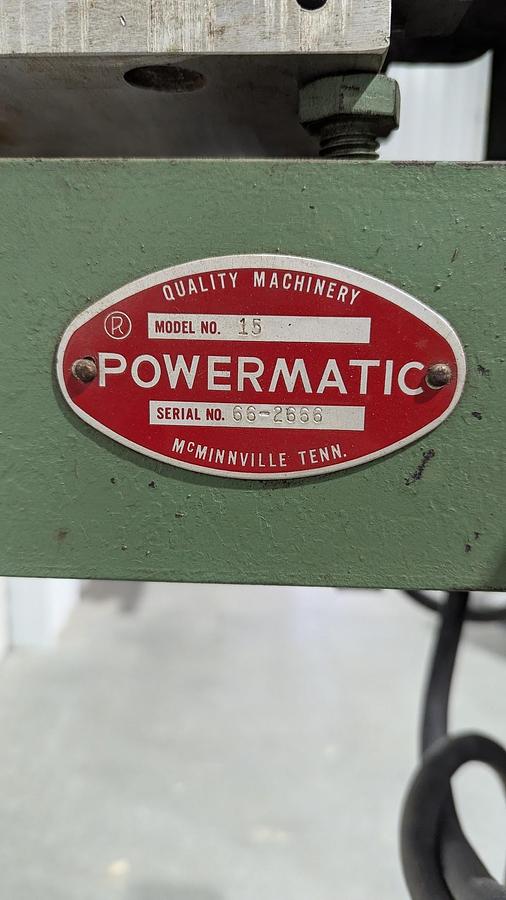 QUALITY MACHINERY
®
MODEL NO. 15
POWERMATIC
SERIAL NO. 66-2666
McMINNVILLE TENN.